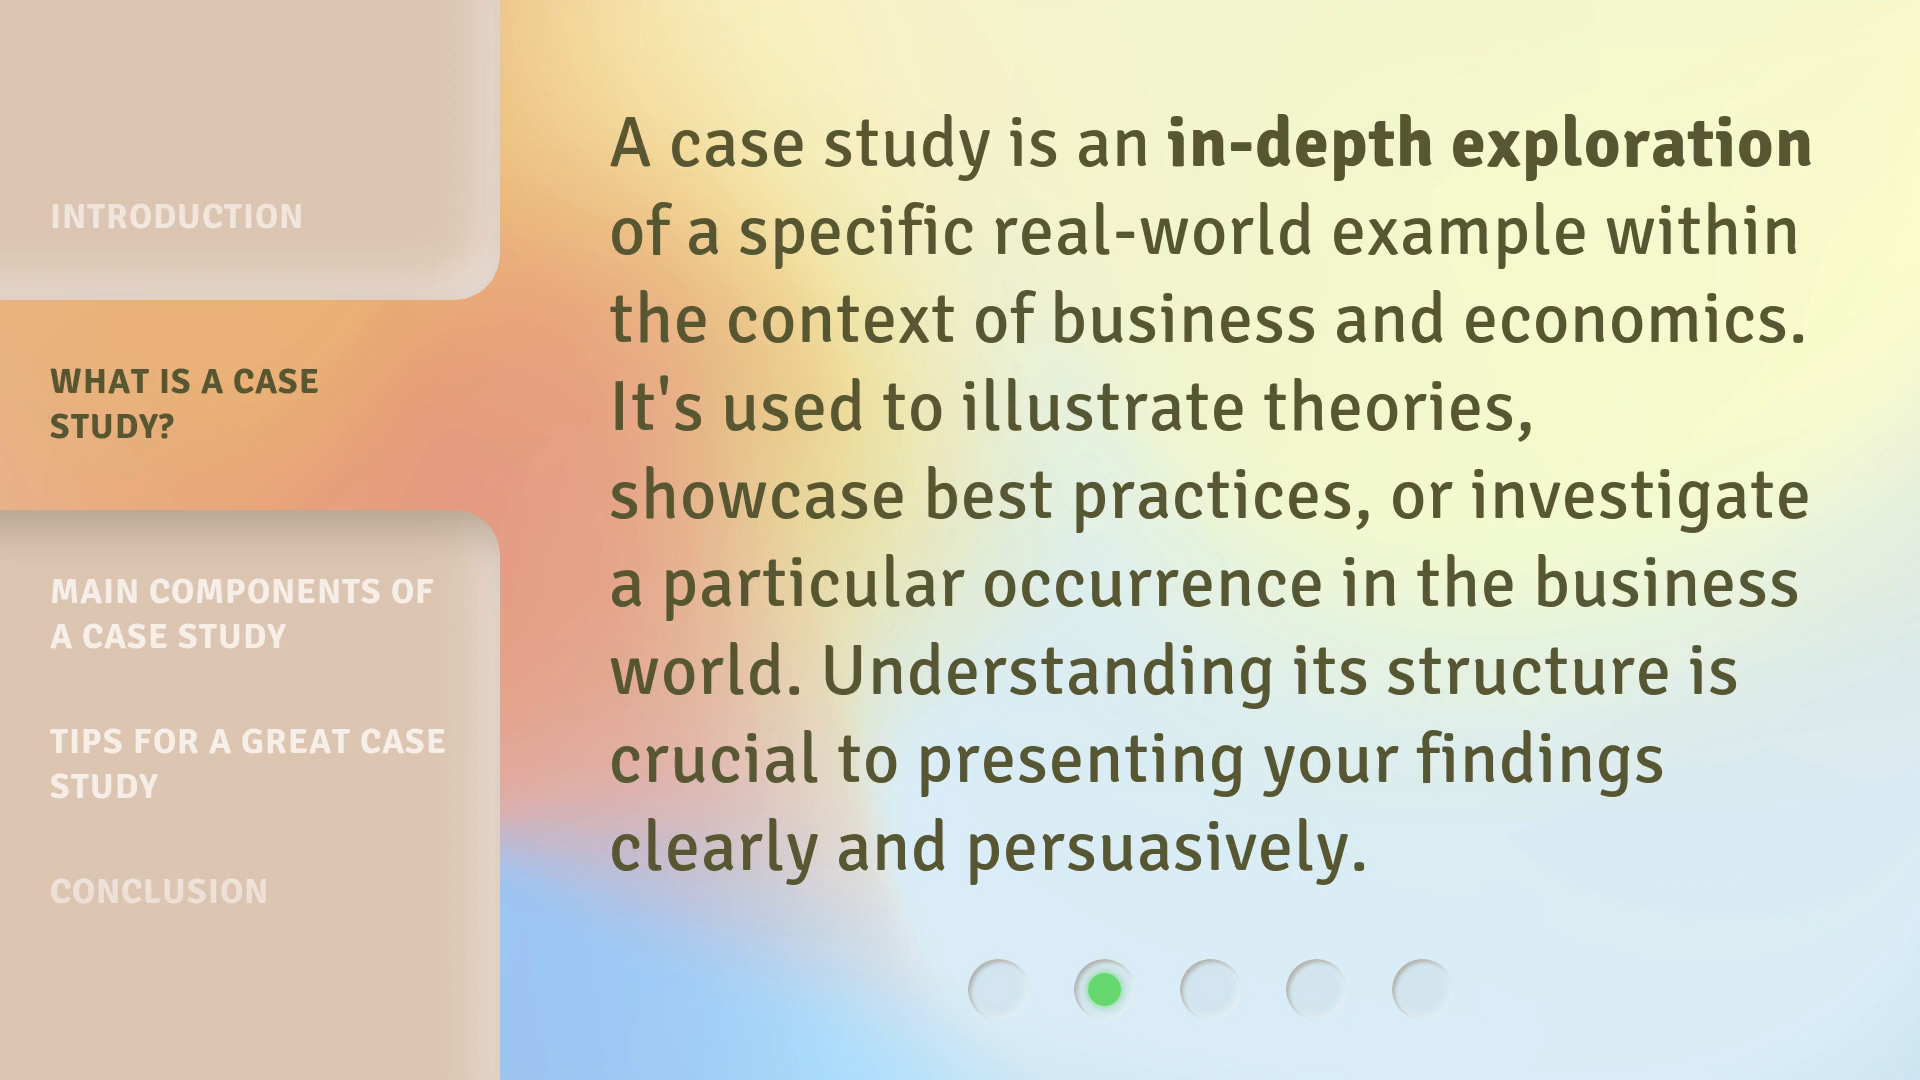 INTRODUCTION
WHAT IS A CASE
STUDY?
MAIN COMPONENTS OF
A CASE STUDY
TIPS FOR A GREAT CASE
STUDY
CONCLUSION
A case study is an in-depth exploration
of a specific real-world example within
the context of business and economics.
It's used to illustrate theories,
showcase best practices, or investigate
a particular occurrence in the business
world. Understanding its structure is
crucial to presenting your findings
clearly and persuasively.